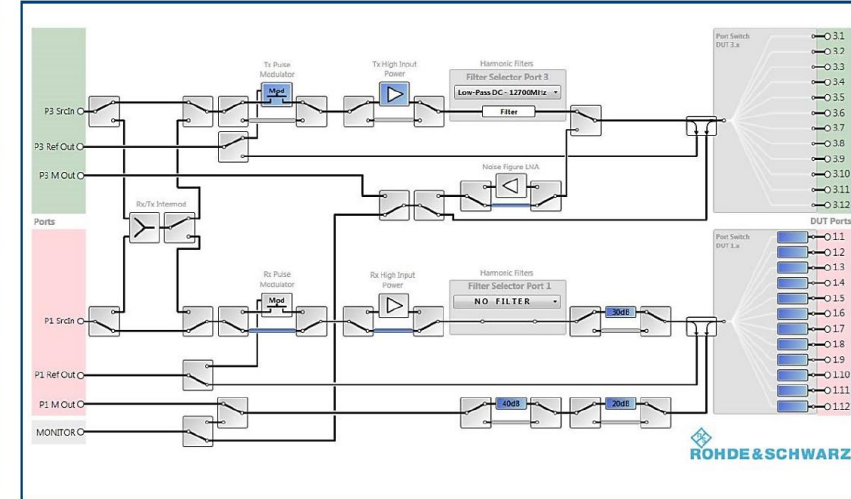 Port Switch
DUT 3.x
3.1
3.2
3.3
3.4
3.5
3.6
3.7
3.8
3.9
3.10
3.11
3.12
Tx Pulse
Modulator
Mod
Tx High Input
Power
Harmonic Filters
Filter Selector Port 3
Low-Pass DC - 12700MHz
Filter
P3 SrcIn
P3 Ref Out
P3 M Out
Noise Figure LNA
Rx/Tx Intermod
Ports
DUT Ports
Port Switch
DUT 1.x
1.1
1.2
1.3
1.4
1.5
1.6
1.7
1.8
1.9
1.10
1.11
1.12
Rx Pulse
Modulator
Mod
Rx High Input
Power
Harmonic Filters
Filter Selector Port 1
NO FILTER
30dB
P1 SrcIn
P1 Ref Out
P1 M Out
40dB
20dB
MONITOR
R&S
ROHDE&SCHWARZ